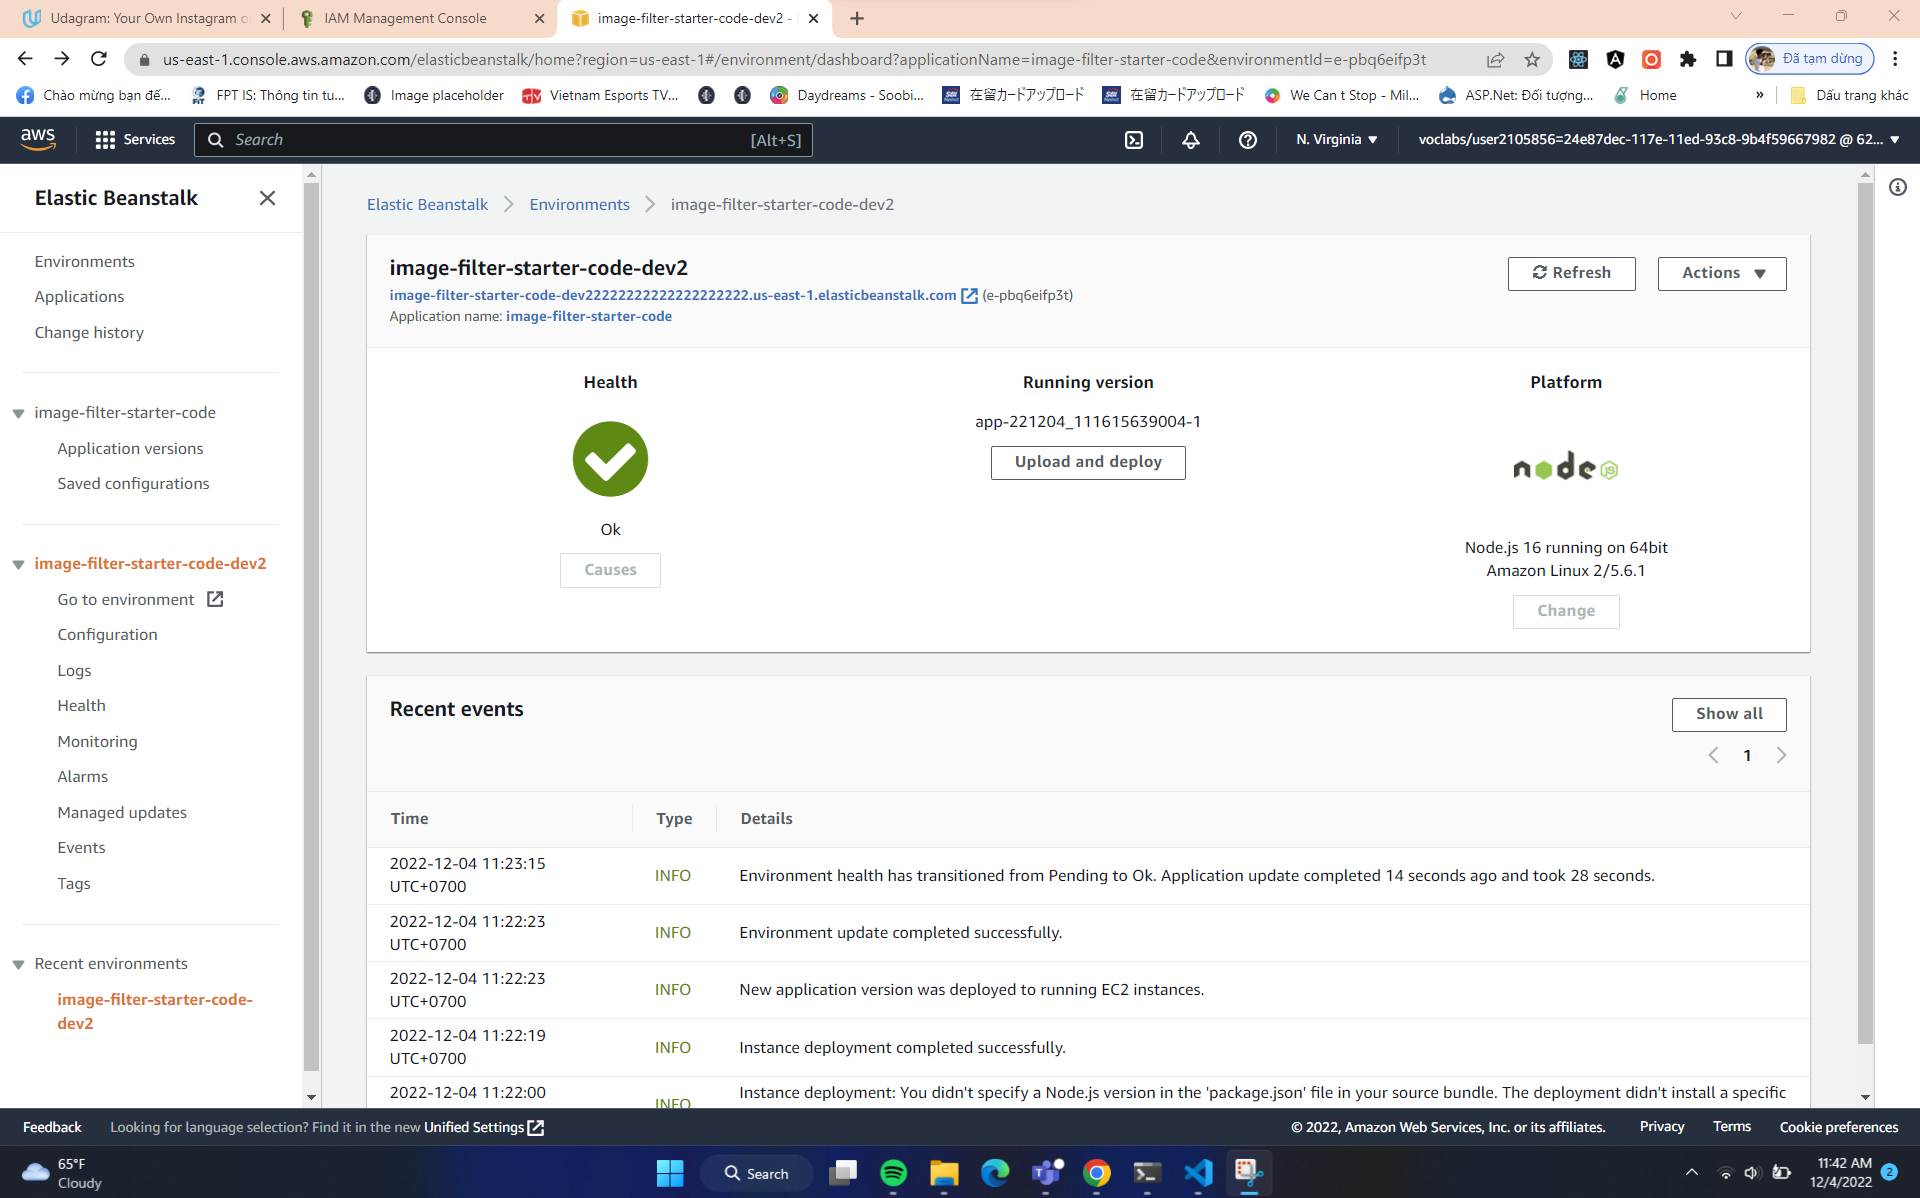 Udagram: Your Own Instagram o
IAM Management Console
image-filter-starter-code-dev2 -
us-east-1.console.aws.amazon.com/elasticbeanstalk/home?region=us-east-1#/environment/dashboard?applicationName=image-filter-starter-code&environmentId=e-pbq6eifp3t
Đã tạm dừng
Chào mừng bạn đế...
FPT IS: Thông tin tu...
Image placeholder
Vietnam Esports TV...
Daydreams - Soobi...
在留カードアップロード
在留カードアップロード
We Can t Stop - Mil...
ASP.Net: Đối tượng...
Home
»
Dấu trang khác
aws
Services
Search
[Alt+S]
N. Virginia
voclabs/user2105856=24e87dec-117e-11ed-93c8-9b4f59667982 @ 62...
Elastic Beanstalk
Environments
Applications
Change history
image-filter-starter-code
Application versions
Saved configurations
image-filter-starter-code-dev2
Go to environment
Configuration
Logs
Health
Monitoring
Alarms
Managed updates
Events
Tags
Recent environments
image-filter-starter-code-
dev2
Elastic Beanstalk
Environments
image-filter-starter-code-dev2
image-filter-starter-code-dev2
image-filter-starter-code-dev22222222222222222222.us-east-1.elasticbeanstalk.com (e-pbq6eifp3t)
Application name: image-filter-starter-code
Refresh
Actions
Health
Ok
Causes
Running version
app-221204_111615639004-1
Upload and deploy
Platform
node JS
Node.js 16 running on 64bit
Amazon Linux 2/5.6.1
Change
Recent events
Show all
1
Time
Type
Details
2022-12-04 11:23:15
UTC+0700
INFO
Environment health has transitioned from Pending to Ok. Application update completed 14 seconds ago and took 28 seconds.
2022-12-04 11:22:23
UTC+0700
INFO
Environment update completed successfully.
2022-12-04 11:22:23
UTC+0700
INFO
New application version was deployed to running EC2 instances.
2022-12-04 11:22:19
UTC+0700
INFO
Instance deployment completed successfully.
2022-12-04 11:22:00
INFO
Instance deployment: You didn't specify a Node.js version in the 'package.json' file in your source bundle. The deployment didn't install a specific
Feedback
Looking for language selection? Find it in the new Unified Settings
© 2022, Amazon Web Services, Inc. or its affiliates.
Privacy
Terms
Cookie preferences
65°F
Cloudy
Search
11:42 AM
12/4/2022
2